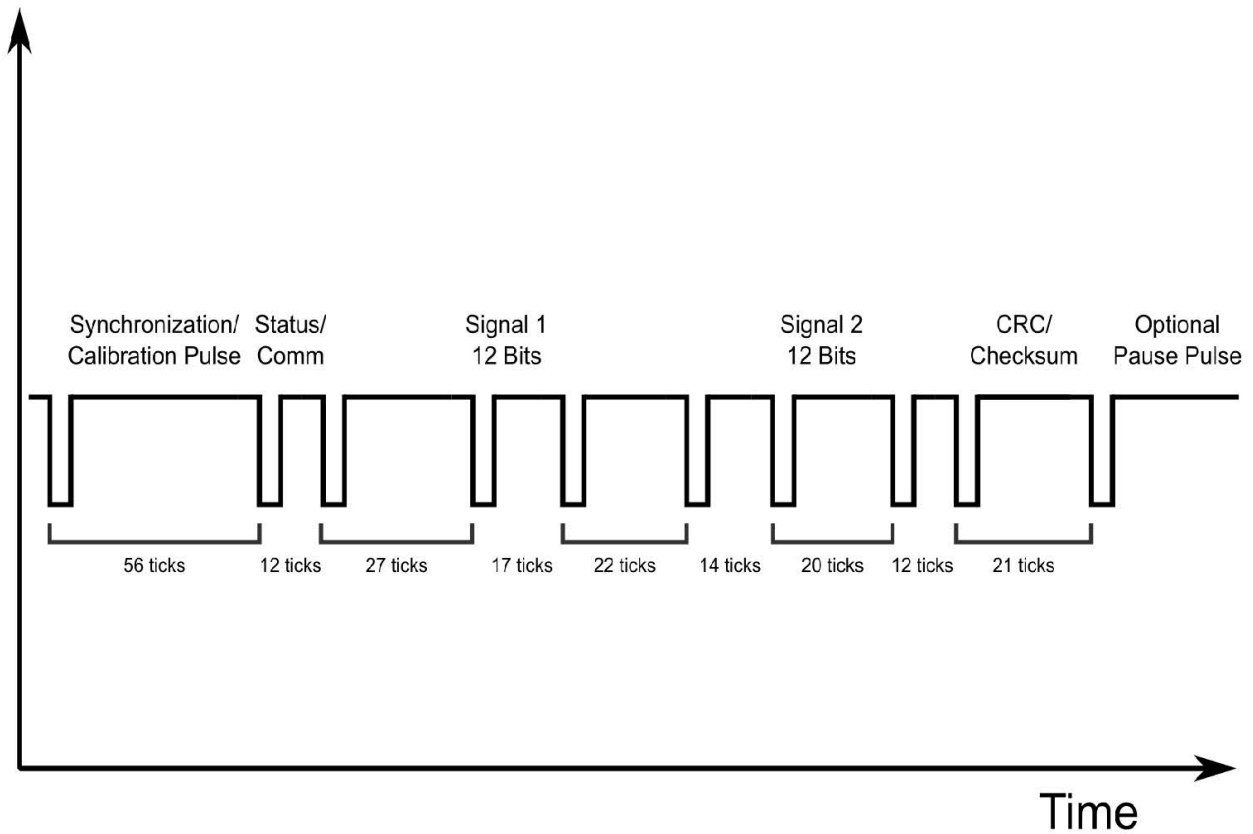 Synchronization/
Calibration Pulse
Status/
Comm
Signal 1
12 Bits
Signal 2
12 Bits
CRC/
Checksum
Optional
Pause Pulse
56 ticks
12 ticks
27 ticks
17 ticks
22 ticks
14 ticks
20 ticks
12 ticks
21 ticks
Time